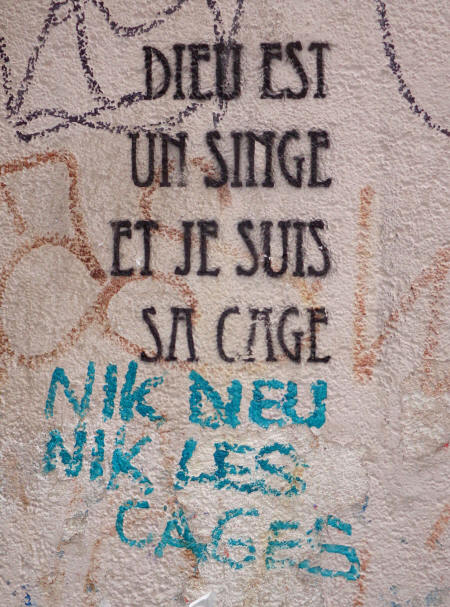 DIEU EST
UN SINGE
ET JE SUIS
SA CAGE
NIK DIEU
NIK LES
CAGES